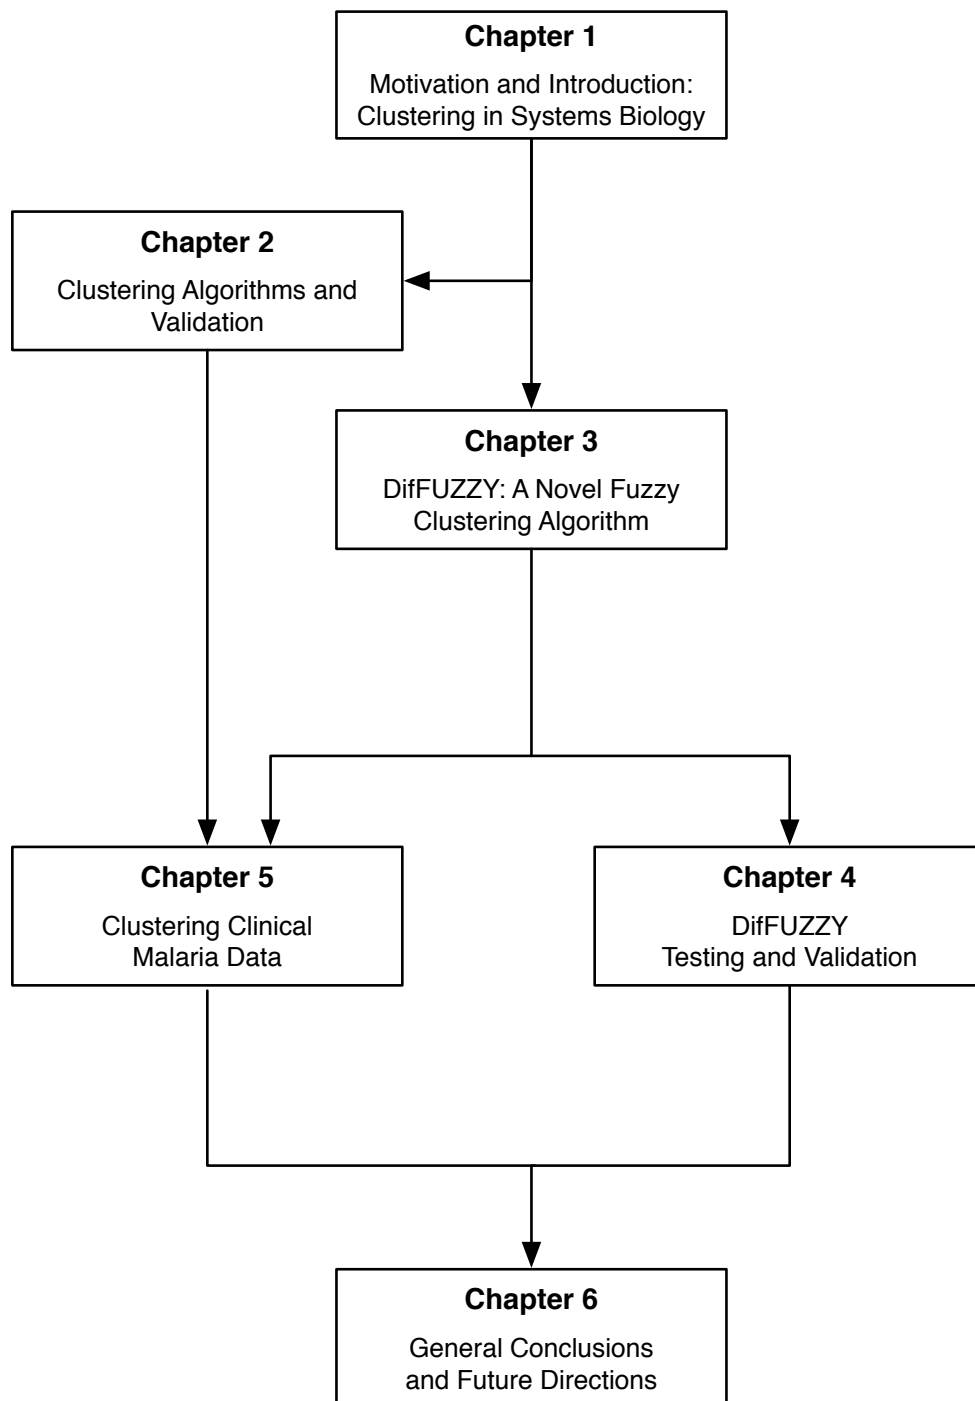 Chapter 1
Motivation and Introduction:
Clustering in Systems Biology
Chapter 2
Clustering Algorithms and
Validation
Chapter 3
DifFUZZY: A Novel Fuzzy
Clustering Algorithm
Chapter 5
Clustering Clinical
Malaria Data
Chapter 4
DifFUZZY
Testing and Validation
Chapter 6
General Conclusions
and Future Directions